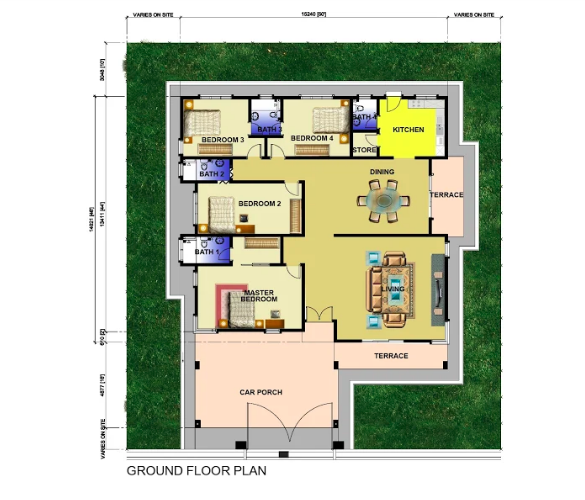 VARIES ON SITE
15240 [50']
VARIES ON SITE
3048 [10']
BEDROOM 3
BATH 3
BEDROOM 4
BATH 4
KITCHEN
STORE
DINING
BATH 2
TERRACE
BEDROOM 2
13411 [44']
BATH 1
LIVING
MASTER
BEDROOM
610 [2']
TERRACE
4877 [16']
CAR PORCH
VARIES ON SITE
GROUND FLOOR PLAN